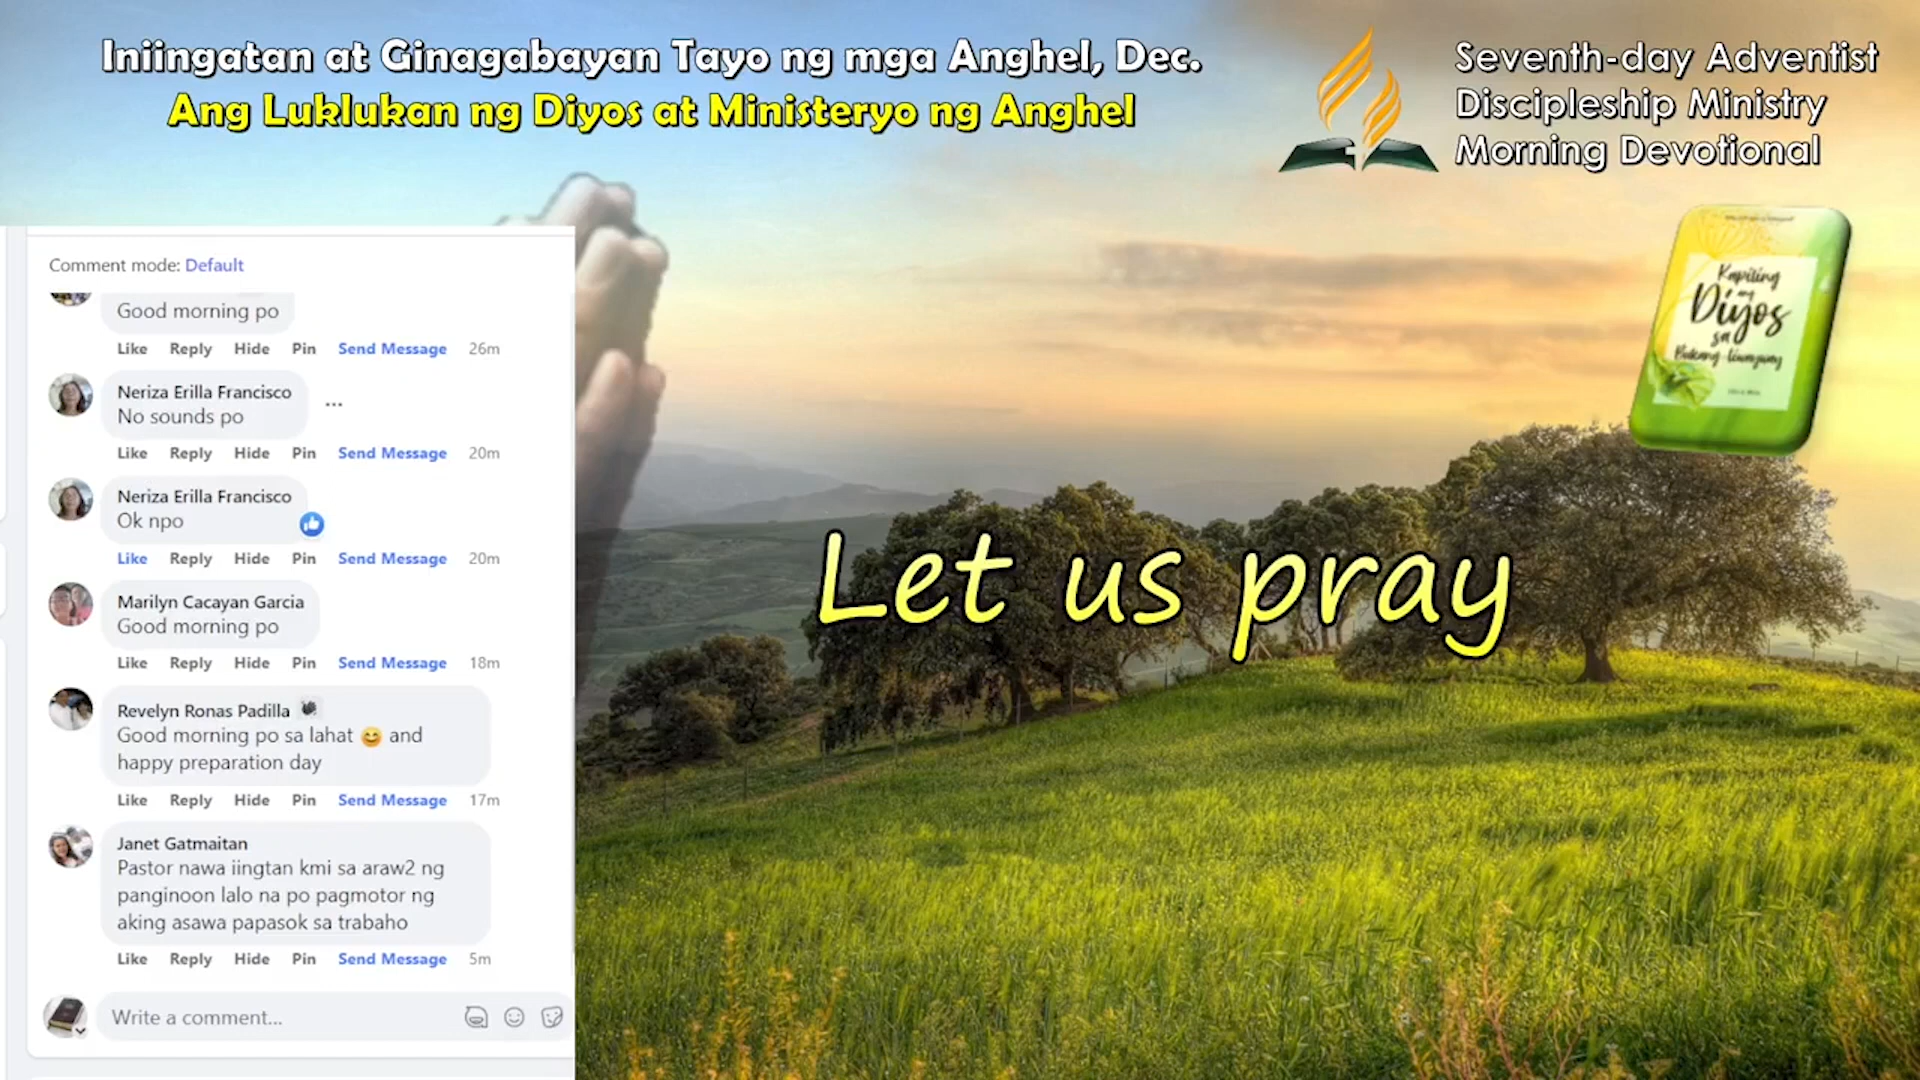 Iniingatan at Ginagabayan Tayo ng mga Anghel, Dec.
Ang Luklukan ng Diyos at Ministeryo ng Anghel
Seventh-day Adventist
Discipleship Ministry
Morning Devotional
Kapiling
ang
Diyos
sa
Bukang-liwayway
Comment mode: Default
Good morning po
Like Reply Hide Pin Send Message 26m
Neriza Erilla Francisco
No sounds po
...
Like Reply Hide Pin Send Message 20m
Neriza Erilla Francisco
Ok npo
Like Reply Hide Pin Send Message 20m
Marilyn Cacayan Garcia
Good morning po
Like Reply Hide Pin Send Message 18m
Revelyn Ronas Padilla
Good morning po sa lahat 😊 and
happy preparation day
Like Reply Hide Pin Send Message 17m
Janet Gatmaitan
Pastor nawa iingtan kmi sa araw2 ng
panginoon lalo na po pagmotor ng
aking asawa papasok sa trabaho
Like Reply Hide Pin Send Message 5m
Write a comment...
Let us pray